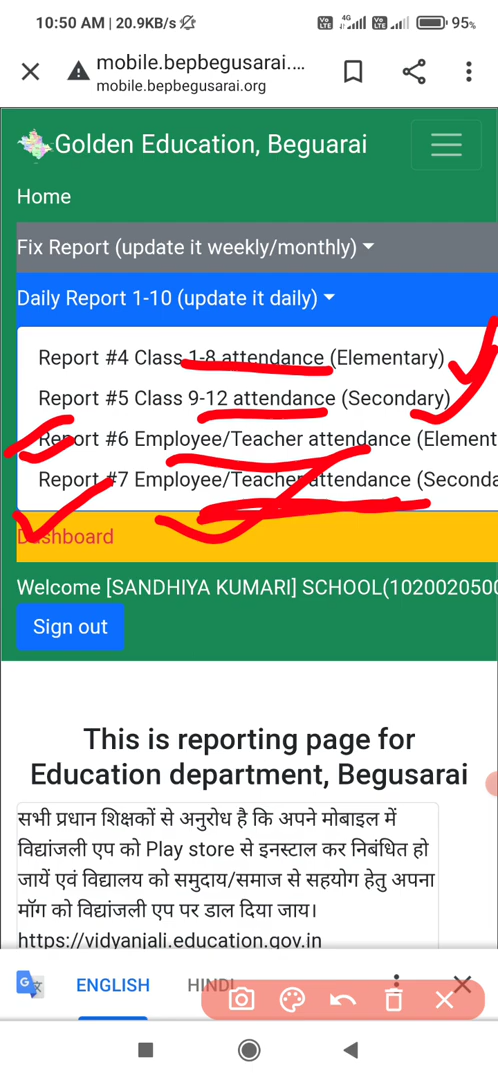 10:50 AM | 20.9KB/s
4G
95%
mobile.bepbegusarai....
mobile.bepbegusarai.org
Golden Education, Beguarai
Home
Fix Report (update it weekly/monthly)
Daily Report 1-10 (update it daily)
Report #4 Class 1-8 attendance (Elementary)
Report #5 Class 9-12 attendance (Secondary)
Report #6 Employee/Teacher attendance (Element
Report #7 Employee/Teacher attendance (Seconda
Dashboard
Welcome [SANDHIYA KUMARI] SCHOOL(1020020500
Sign out
This is reporting page for
Education department, Begusarai
सभी प्रधान शिक्षकों से अनुरोध है कि अपने मोबाइल में
विद्यांजली एप को Play store से इनस्टाल कर निबंधित हो
जायें एवं विद्यालय को समुदाय/समाज से सहयोग हेतु अपना
मॉग को विद्यांजली एप पर डाल दिया जाय।
https://vidyanjali.education.gov.in
ENGLISH
HINDI